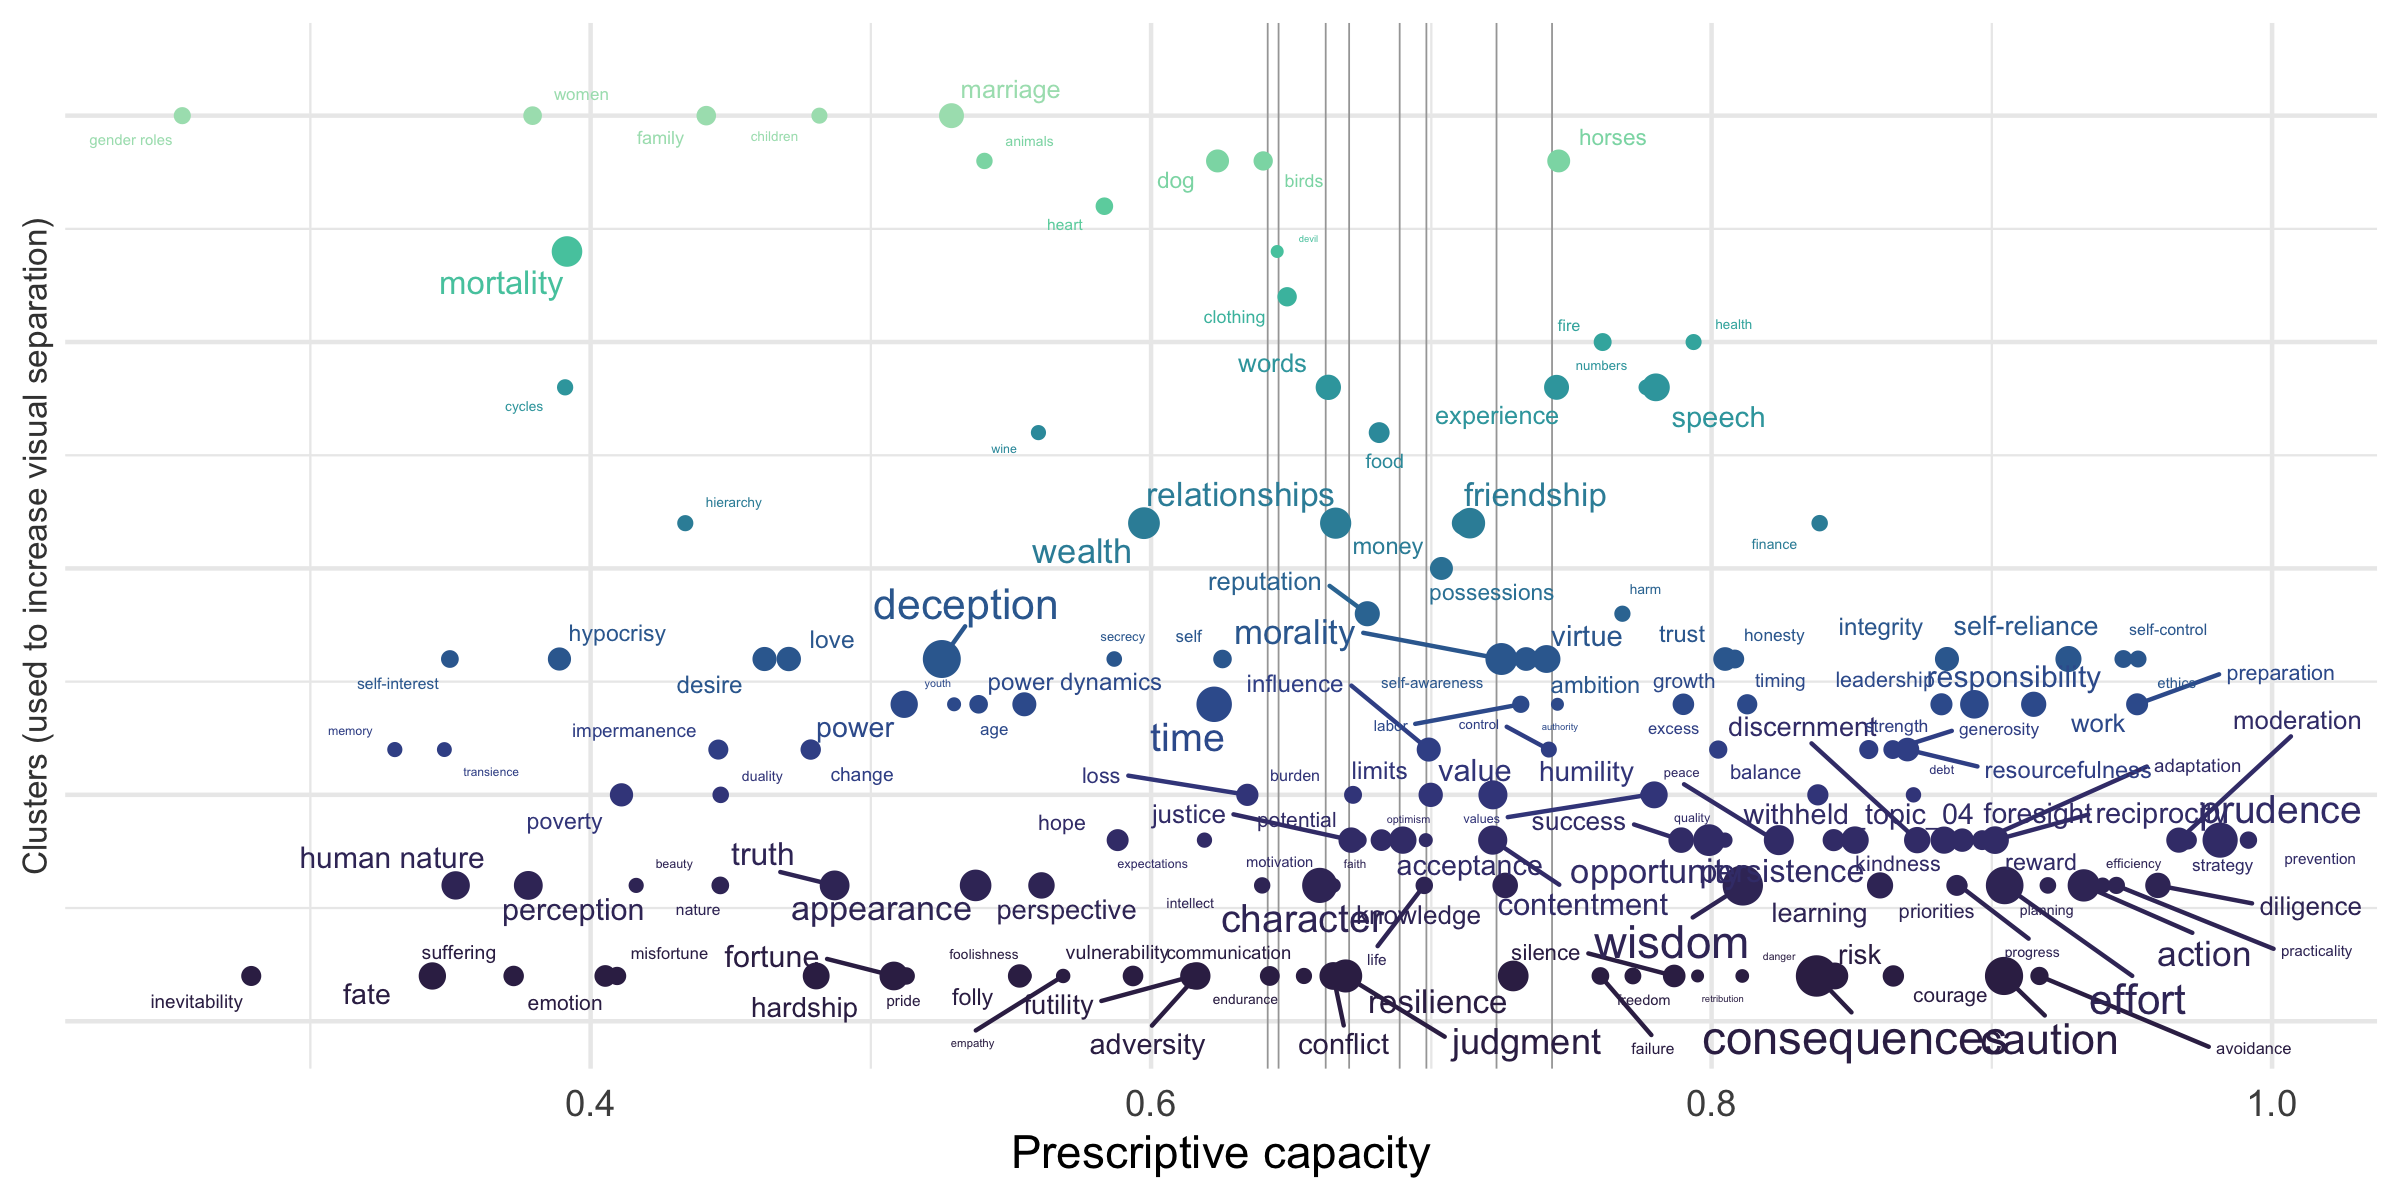 women
marriage
gender roles
family
children
animals
horses
dog
birds
heart
devil
mortality
clothing
fire
health
words
numbers
cycles
experience
speech
wine
food
hierarchy
relationships
friendship
wealth
money
finance
reputation
possessions
harm
deception
hypocrisy
love
secrecy
self
morality
virtue
trust
honesty
integrity
self-reliance
self-control
self-interest
desire
youth
power dynamics
influence
self-awareness
ambition
growth
timing
leadership
responsibility
ethics
preparation
memory
impermanence
power
age
time
labor
control
authority
excess
discernment
strength
generosity
work
moderation
transience
duality
change
loss
burden
limits
value
humility
peace
balance
debt
resourcefulness
adaptation
poverty
hope
justice
potential
optimism
values
success
quality
withheld_topic_04
foresight
reciprocity
prudence
human nature
beauty
truth
expectations
motivation
faith
acceptance
opportunity
persistence
kindness
reward
efficiency
strategy
prevention
perception
nature
appearance
perspective
intellect
character
knowledge
contentment
learning
priorities
planning
diligence
suffering
misfortune
fortune
foolishness
vulnerability
communication
life
silence
wisdom
danger
risk
progress
action
practicality
inevitability
fate
emotion
hardship
pride
folly
futility
endurance
resilience
freedom
retribution
courage
effort
empathy
adversity
conflict
judgment
failure
consequences
caution
avoidance
0.4
0.6
0.8
1.0
Prescriptive capacity
Clusters (used to increase visual separation)